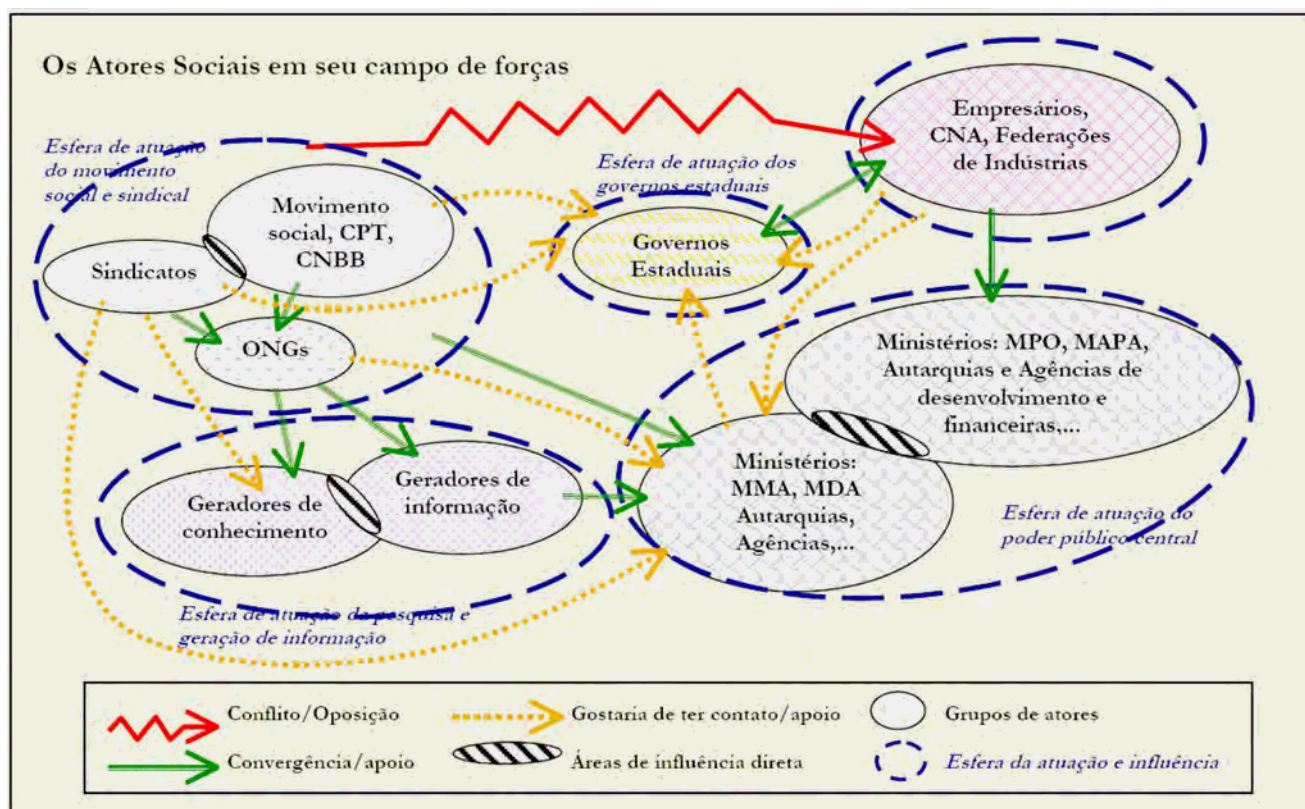 Os Atores Sociais em seu campo de forças
Empresários,
CNA, Federações
de Indústrias
Esfera de atuação
do movimento
social e sindical
Esfera de atuação dos
governos estaduais
Movimento
social, CPT,
CNBB
Sindicatos
Governos
Estaduais
ONGs
Ministérios: MPO, MAPA,
Autarquias e Agências de
desenvolvimento e
financeiras,...
Geradores de
informação
Geradores de
conhecimento
Ministérios:
MMA, MDA
Autarquias,
Agências,...
Esfera de atuação do
poder público central
Esfera de atuação da pesquisa e
geração de informação
Conflito/Oposição
Gostaria de ter contato/apoio
Grupos de atores
Convergência/apoio
Áreas de influência direta
Esfera da atuação e influência